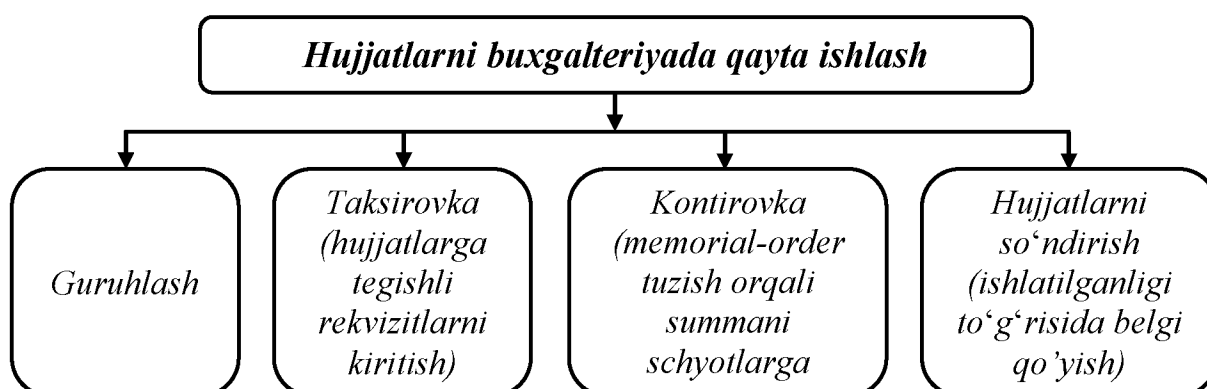 Hujjatlarni buxgalteriyada qayta ishlash
Guruhlash
Taksirovka
(hujjatlarga
tegishli
rekvizitlarni
kiritish)
Kontirovka
(memorial-order
tuzish orqali
summani
schyotlarga
Hujjatlarni
so‘ndirish
(ishlatilganligi
to‘g‘risida belgi
qo’yish)